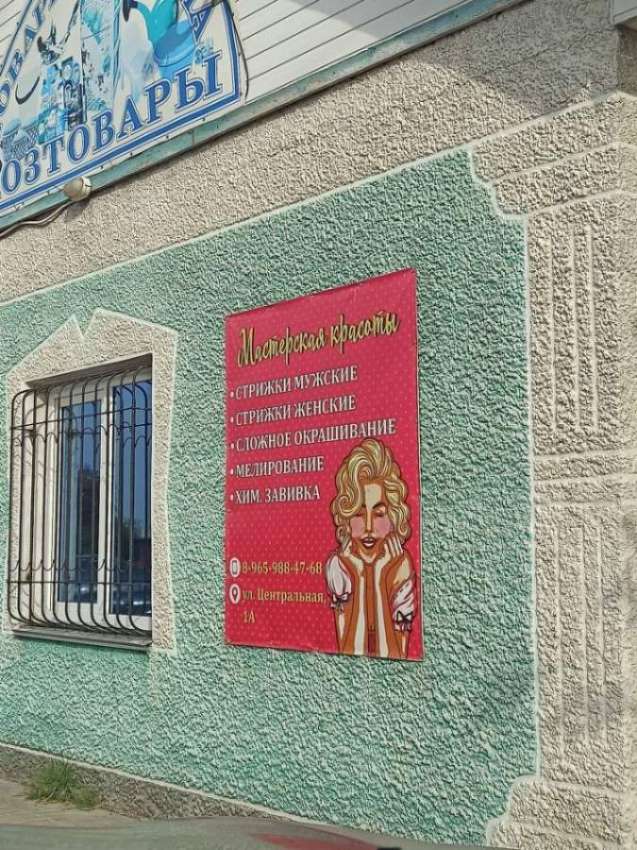 ХОЗТОВАРЫ
Мастерская красоты
•СТРИЖКИ МУЖСКИЕ
•СТРИЖКИ ЖЕНСКИЕ
•СЛОЖНОЕ ОКРАШИВАНИЕ
•МЕЛИРОВАНИЕ
•ХИМ. ЗАВИВКА
8-965-988-47-68
ул. Центральная,
1А